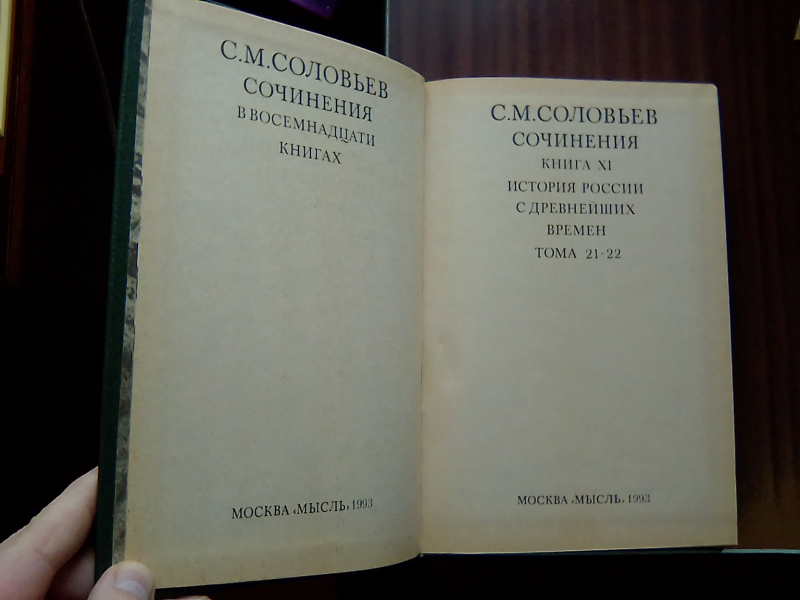 С.М.СОЛОВЬЕВ
СОЧИНЕНИЯ
В ВОСЕМНАДЦАТИ
КНИГАХ
МОСКВА «МЫСЛЬ» 1993
С.М.СОЛОВЬЕВ
СОЧИНЕНИЯ
КНИГА XI
ИСТОРИЯ РОССИИ
С ДРЕВНЕЙШИХ
ВРЕМЕН
ТОМА 21-22
МОСКВА «МЫСЛЬ» 1993